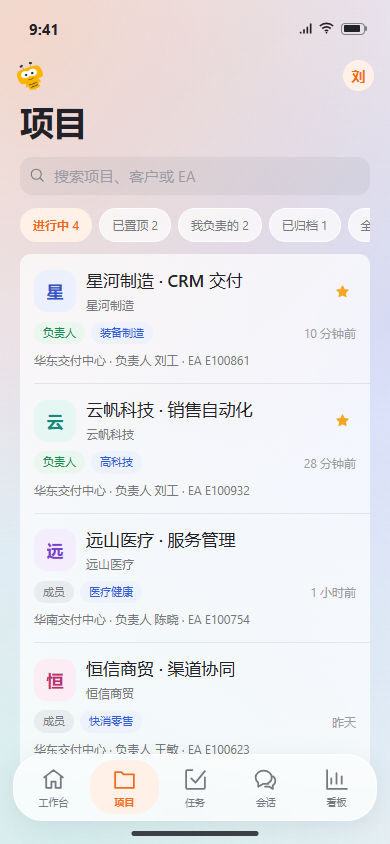 9:41
刘
项目
搜索项目、客户或 EA
进行中 4
已置顶 2
我负责的 2
已归档 1
全
星
星河制造 · CRM 交付
星河制造
负责人
装备制造
10 分钟前
华东交付中心 · 负责人 刘工 · EA E100861
云
云帆科技 · 销售自动化
云帆科技
负责人
高科技
28 分钟前
华东交付中心 · 负责人 刘工 · EA E100932
远
远山医疗 · 服务管理
远山医疗
成员
医疗健康
1 小时前
华南交付中心 · 负责人 陈晓 · EA E100754
恒
恒信商贸 · 渠道协同
恒信商贸
成员
快消零售
昨天
华东交付中心 · 负责人 王敏 · EA E100623
工作台
项目
任务
会话
看板